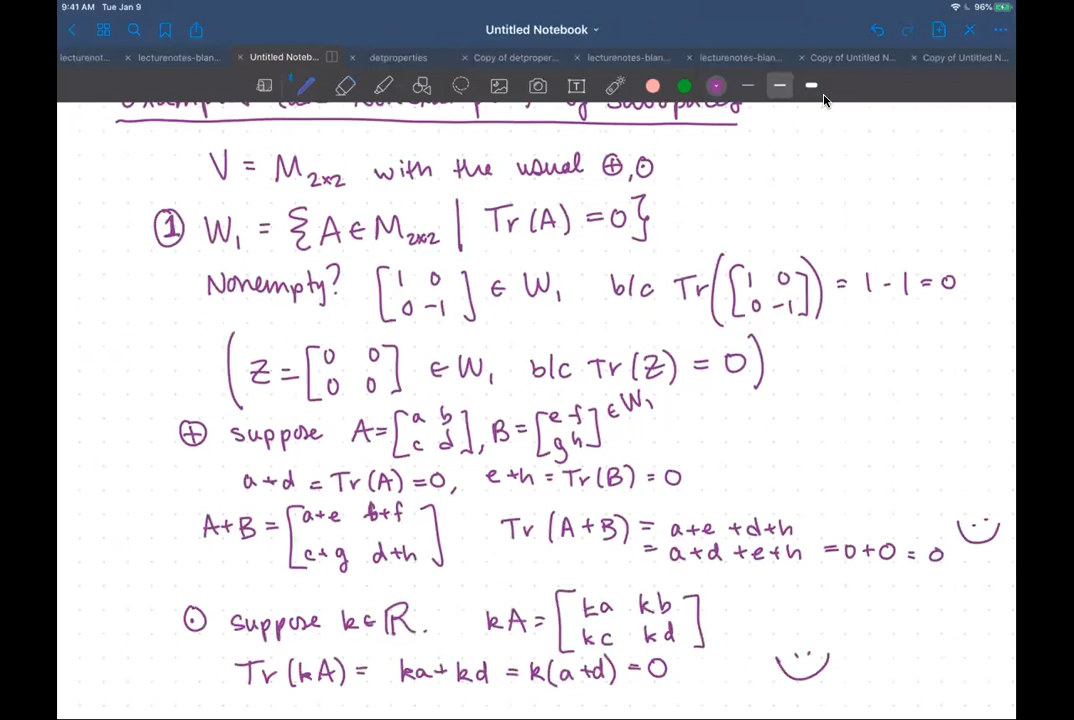 9:41 AM Tue Jan 9
96%
Untitled Notebook
lecturenot...
lecturenotes-blan...
Untitled Noteb...
detproperties
Copy of detproper...
lecturenotes-blan...
lecturenotes-blan...
Copy of Untitled N...
Copy of Untitled N...
of subspaces
V = M₂ₓ₂ with the usual ⊕, ⊙
① W₁ = {A ∈ M₂ₓ₂ | Tr(A) = 0}
Nonempty? [1 0; 0 -1] ∈ W₁ b/c Tr([1 0; 0 -1]) = 1 - 1 = 0
(Z = [0 0; 0 0] ∈ W₁ b/c Tr(Z) = 0)
⊕ suppose A = [a b; c d], B = [e f; g h] ∈ W₁
a+d = Tr(A) = 0, e+h = Tr(B) = 0
A+B = [a+e b+f; c+g d+h] Tr(A+B) = a+e +d+h
= a+d +e+h = 0+0 = 0
⊙ suppose k∈ℝ. kA = [ka kb; kc kd]
Tr(kA) = ka+kd = k(a+d) = 0